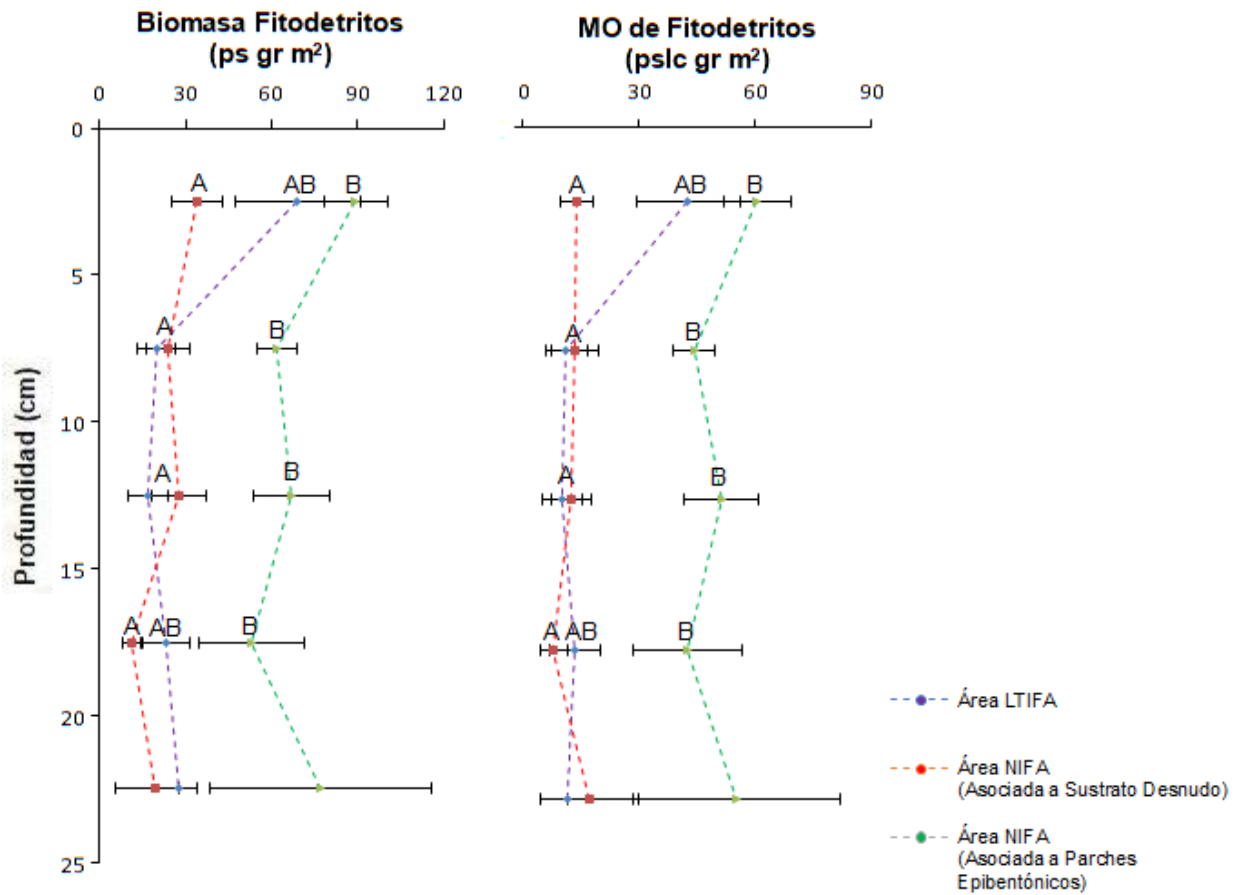 Biomasa Fitodetritos
(ps gr m²)
MO de Fitodetritos
(pslc gr m²)
0 30 60 90 120
0 30 60 90
0
5
10
15
20
25
Profundidad (cm)
A AB B
A B
A B
A AB B
A AB B
A B
A B
A AB B
Área LTIFA
Área NIFA
(Asociada a Sustrato Desnudo)
Área NIFA
(Asociada a Parches
Epibentónicos)